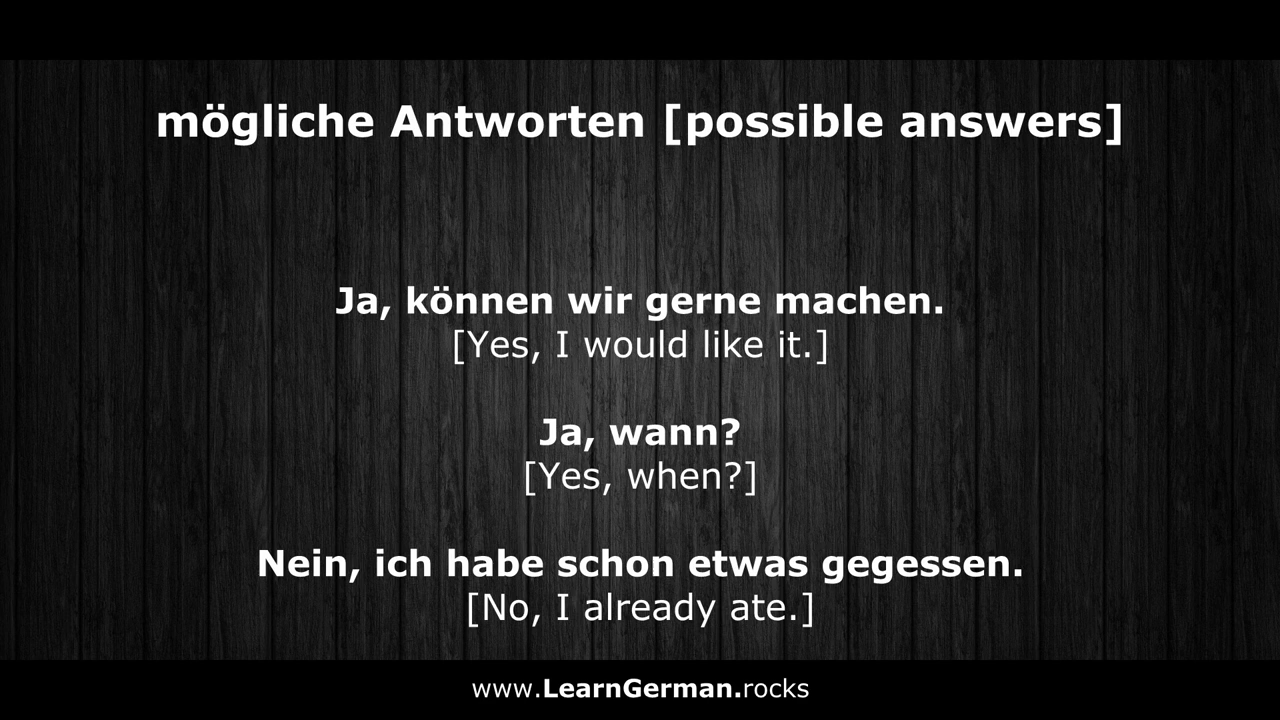 mögliche Antworten [possible answers]
Ja, können wir gerne machen.
[Yes, I would like it.]
Ja, wann?
[Yes, when?]
Nein, ich habe schon etwas gegessen.
[No, I already ate.]
www.LearnGerman.rocks